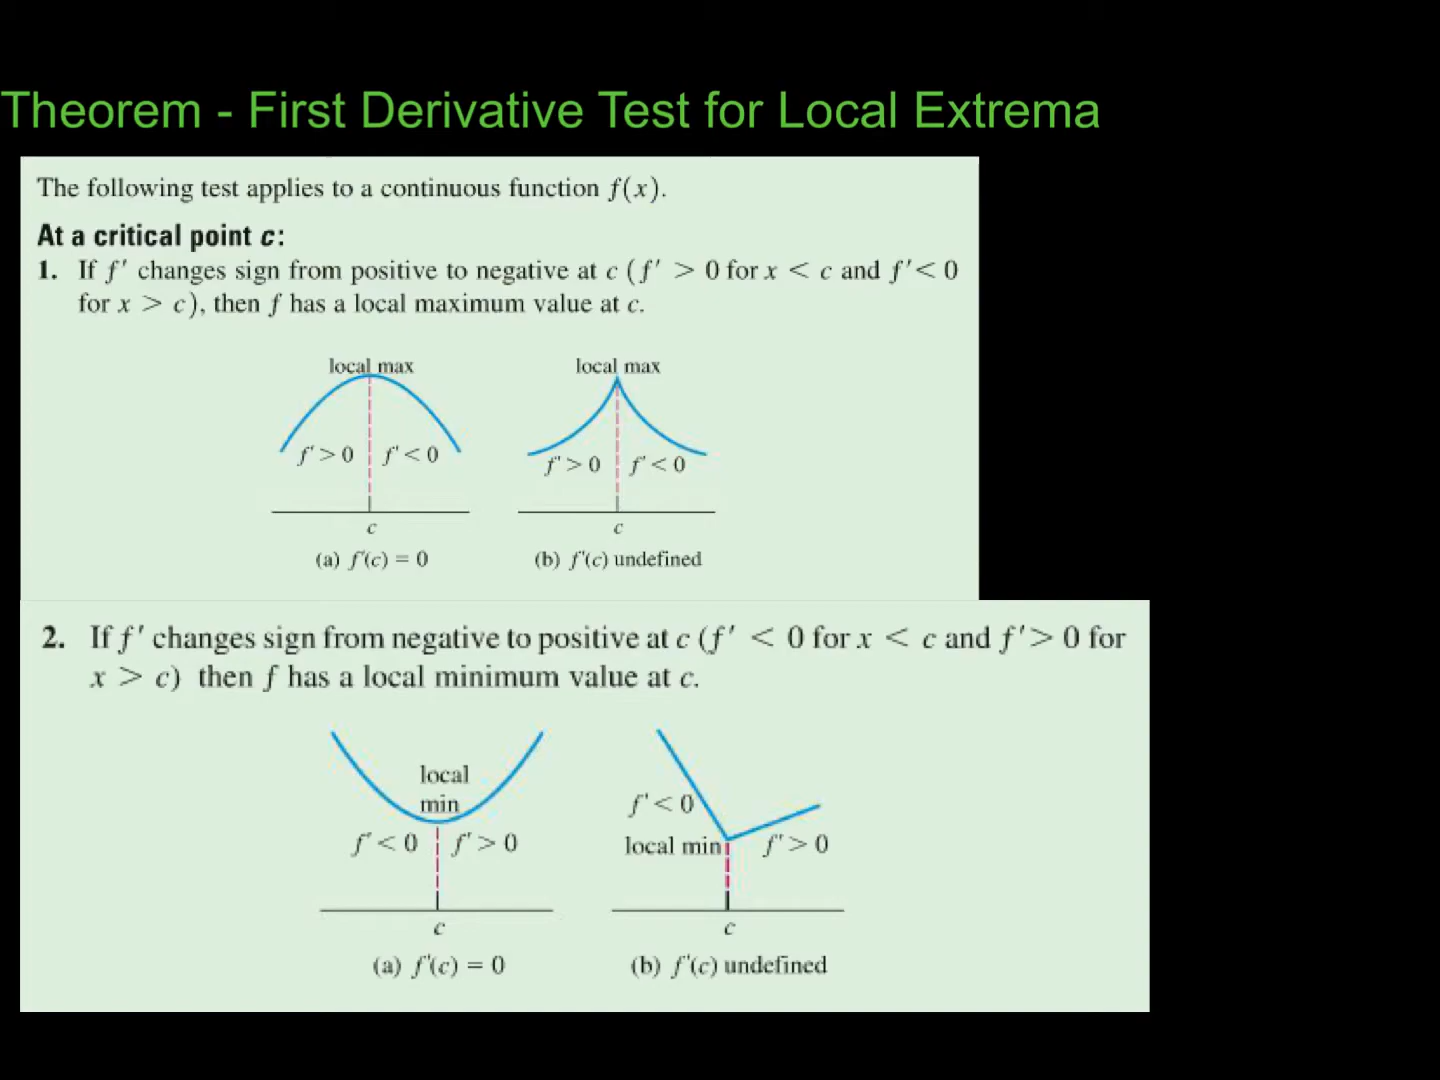 Theorem - First Derivative Test for Local Extrema
The following test applies to a continuous function f(x).
At a critical point c:
1. If f′ changes sign from positive to negative at c (f′ > 0 for x < c and f′< 0
for x > c), then f has a local maximum value at c.
local max local max
f′> 0 f′< 0 f′> 0 f′< 0
c c
(a) f′(c) = 0 (b) f′(c) undefined
2. If f′ changes sign from negative to positive at c (f′ < 0 for x < c and f′> 0 for
x > c) then f has a local minimum value at c.
local
min
f′< 0
f′< 0 f′> 0 local min f′> 0
c c
(a) f′(c) = 0 (b) f′(c) undefined